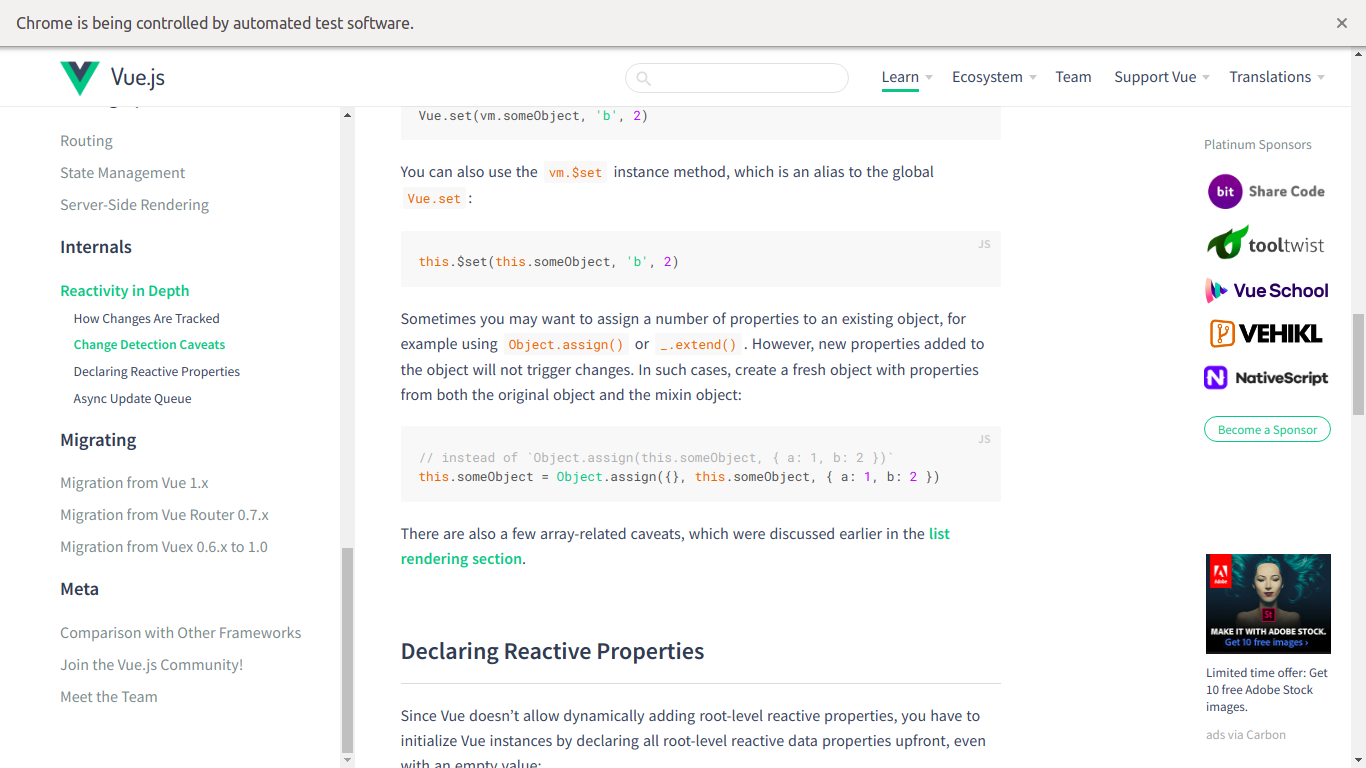 Chrome is being controlled by automated test software.
Vue.js
Learn
Ecosystem
Team
Support Vue
Translations
Routing
State Management
Server-Side Rendering
Internals
Reactivity in Depth
How Changes Are Tracked
Change Detection Caveats
Declaring Reactive Properties
Async Update Queue
Migrating
Migration from Vue 1.x
Migration from Vue Router 0.7.x
Migration from Vuex 0.6.x to 1.0
Meta
Comparison with Other Frameworks
Join the Vue.js Community!
Meet the Team
Vue.set(vm.someObject, 'b', 2)
You can also use the vm.$set instance method, which is an alias to the global
Vue.set :
JS
this.$set(this.someObject, 'b', 2)
Sometimes you may want to assign a number of properties to an existing object, for
example using Object.assign() or _.extend() . However, new properties added to
the object will not trigger changes. In such cases, create a fresh object with properties
from both the original object and the mixin object:
JS
// instead of `Object.assign(this.someObject, { a: 1, b: 2 })`
this.someObject = Object.assign({}, this.someObject, { a: 1, b: 2 })
There are also a few array-related caveats, which were discussed earlier in the list
rendering section.
Declaring Reactive Properties
Since Vue doesn’t allow dynamically adding root-level reactive properties, you have to
initialize Vue instances by declaring all root-level reactive data properties upfront, even
with an empty value:
Platinum Sponsors
bit Share Code
tooltwist
Vue School
VEHIKL
NativeScript
Become a Sponsor
Adobe
St
MAKE IT WITH ADOBE STOCK.
Get 10 free images ›
Limited time offer: Get
10 free Adobe Stock
images.
ads via Carbon